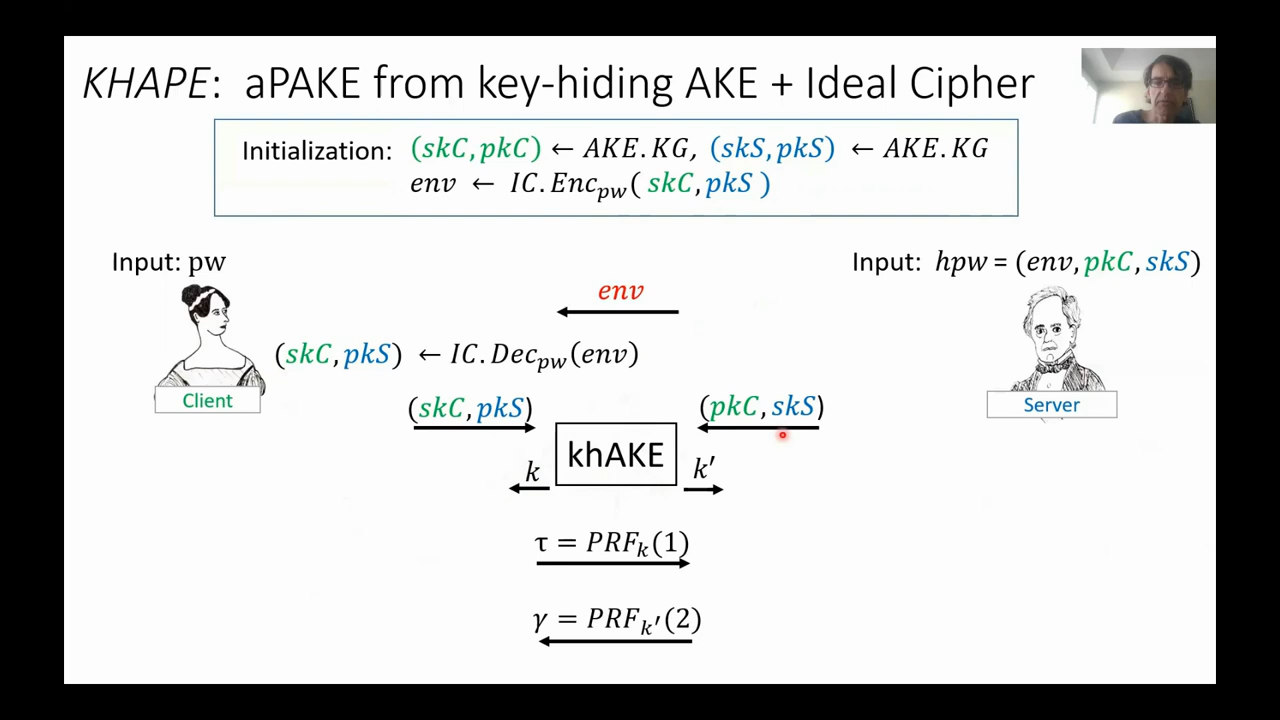 KHAPE: aPAKE from key-hiding AKE + Ideal Cipher
Initialization: (skC, pkC) ← AKE.KG, (skS, pkS) ← AKE.KG
env ← IC.Enc_pw( skC, pkS )
Input: pw
Input: hpw = (env, pkC, skS)
env
(skC, pkS) ← IC.Dec_pw(env)
Client
Server
(skC, pkS)
(pkC, skS)
khAKE
k
k′
τ = PRF_k(1)
γ = PRF_k′(2)